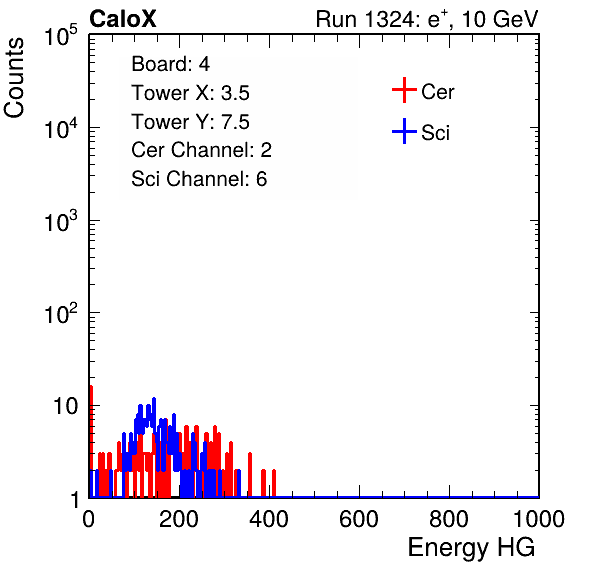 CaloX Run 1324: e⁺, 10 GeV
Counts
Board: 4
Tower X: 3.5
Tower Y: 7.5
Cer Channel: 2
Sci Channel: 6
Cer
Sci
10⁵
10⁴
10³
10²
10
1
0 200 400 600 800 1000
Energy HG